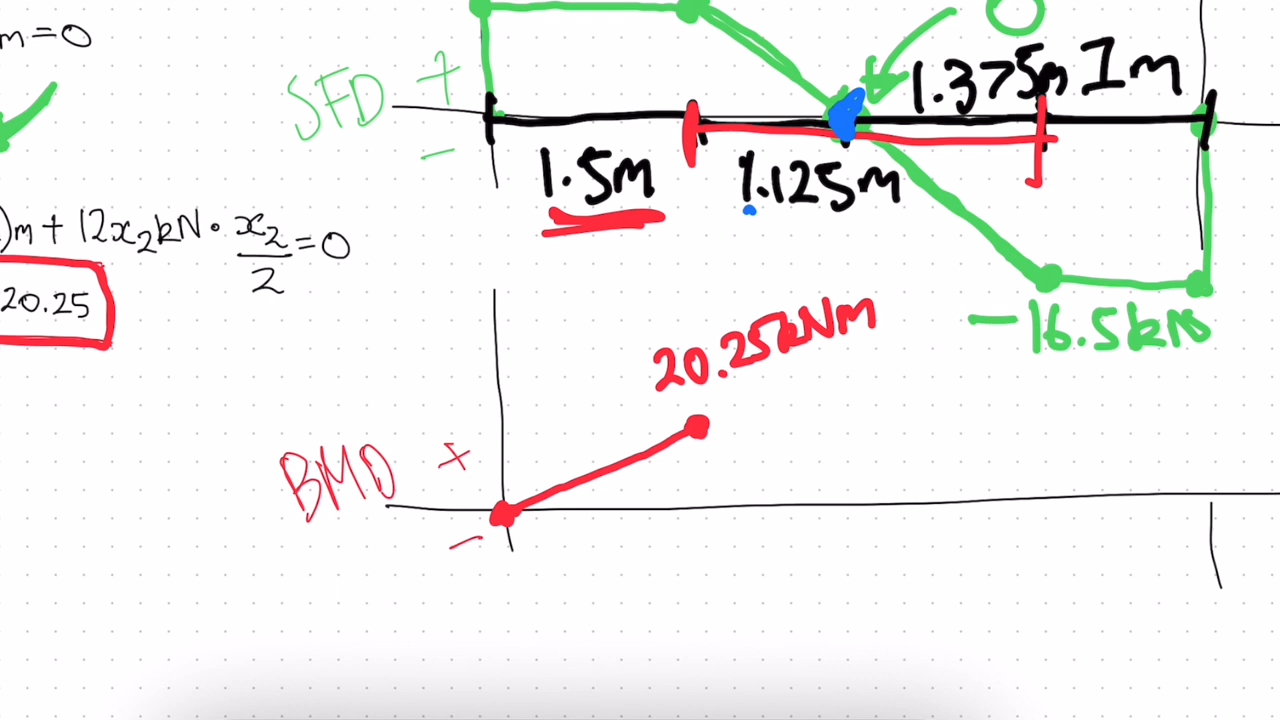 m = 0
SFD + −
1.375m 1m
1.5m 1.125m
)m + 12x₂kN · x₂/2 = 0
20.25
−16.5kN
20.25kNm
BMD + −